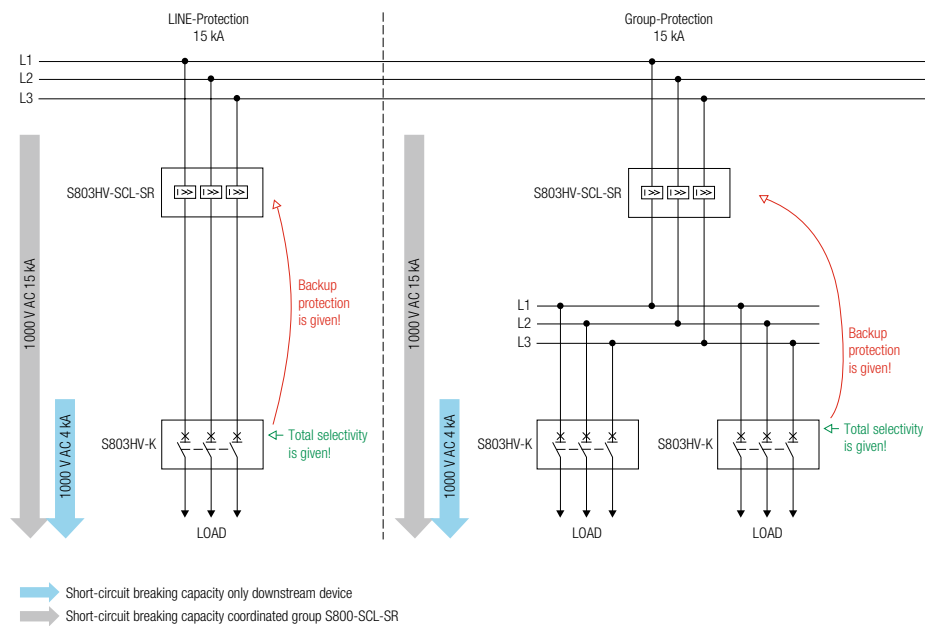 LINE-Protection
15 kA
Group-Protection
15 kA
L1
L2
L3
S803HV-SCL-SR
I >>
I >>
I >>
S803HV-SCL-SR
I >>
I >>
I >>
1000 V AC 15 kA
Backup
protection
is given!
1000 V AC 15 kA
L1
L2
L3
Backup
protection
is given!
1000 V AC 4 kA
S803HV-K
Total selectivity
is given!
1000 V AC 4 kA
S803HV-K
S803HV-K
Total selectivity
is given!
LOAD
LOAD
LOAD
Short-circuit breaking capacity only downstream device
Short-circuit breaking capacity coordinated group S800-SCL-SR